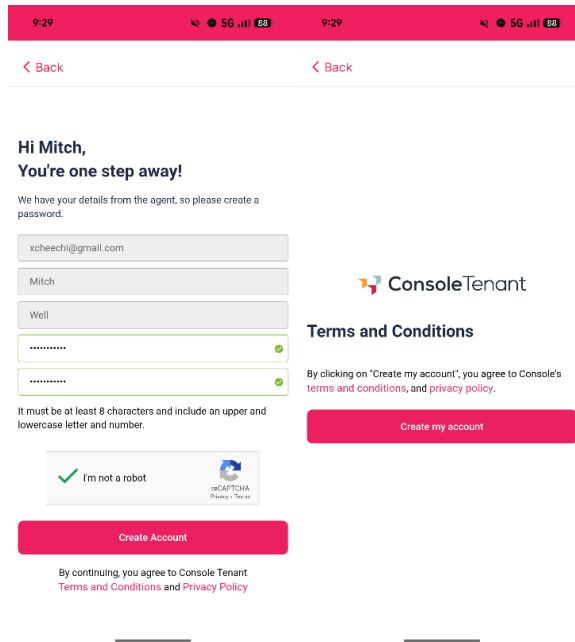 9:29
5G 88
Back
Hi Mitch,
You're one step away!
We have your details from the agent, so please create a
password.
xcheechi@gmail.com
Mitch
Well
•••••••••••
•••••••••••
It must be at least 8 characters and include an upper and
lowercase letter and number.
I'm not a robot
reCAPTCHA
Privacy • Terms
Create Account
By continuing, you agree to Console Tenant
Terms and Conditions and Privacy Policy
9:29
5G 88
Back
ConsoleTenant
Terms and Conditions
By clicking on "Create my account", you agree to Console's
terms and conditions, and privacy policy.
Create my account